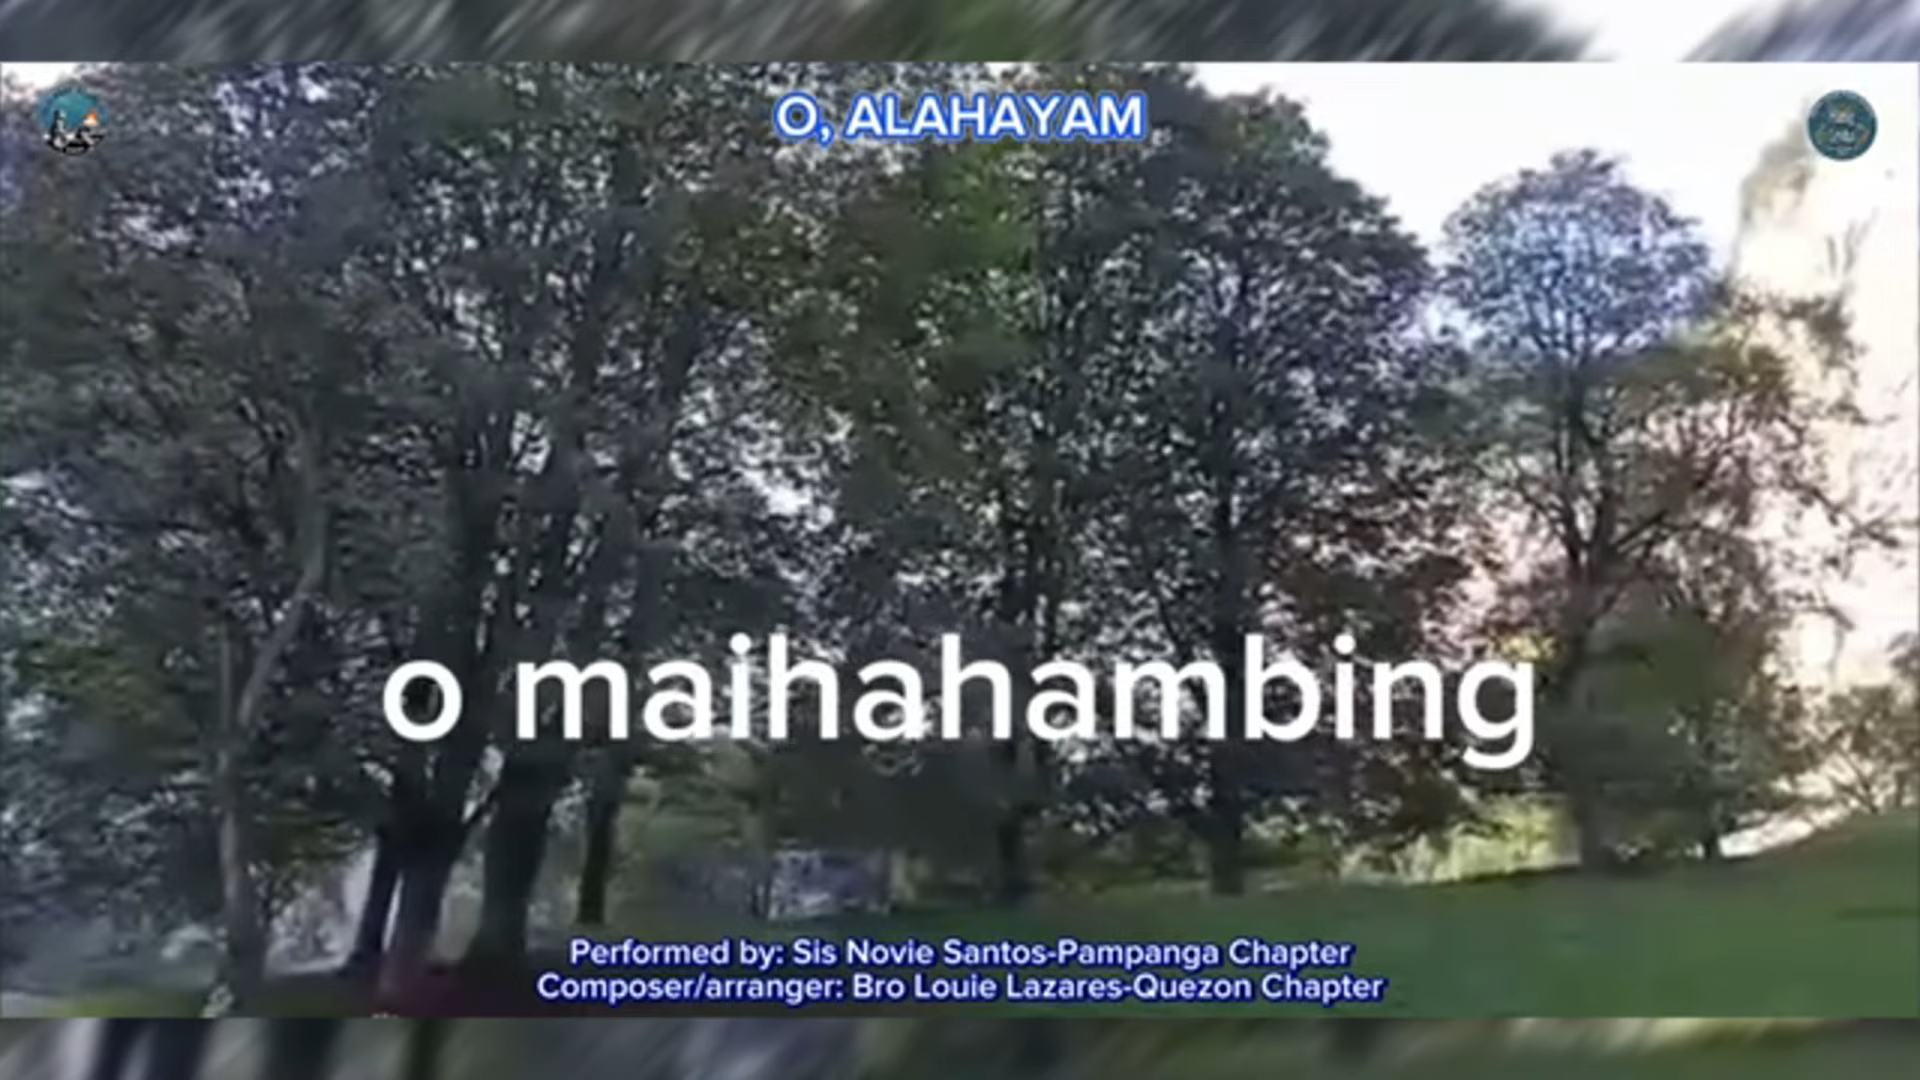 O, ALAHAYAM
o maihahambing
Performed by: Sis Novie Santos-Pampanga Chapter
Composer/arranger: Bro Louie Lazares-Quezon Chapter